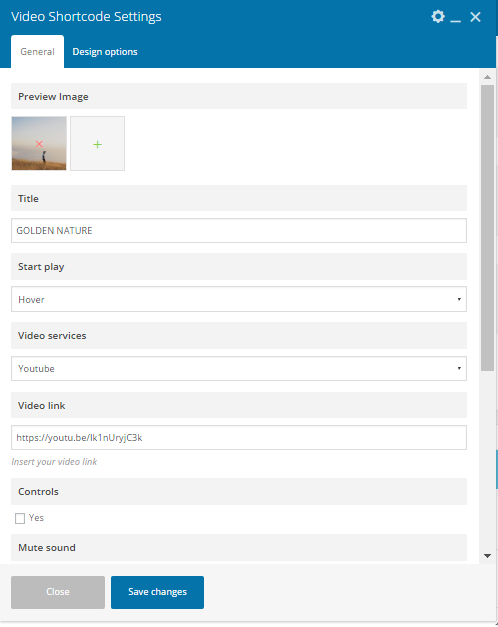 Video Shortcode Settings
General
Design options
Preview Image
Title
GOLDEN NATURE
Start play
Hover
Video services
Youtube
Video link
https://youtu.be/Ik1nUryjC3k
Insert your video link
Controls
Yes
Mute sound
Close
Save changes